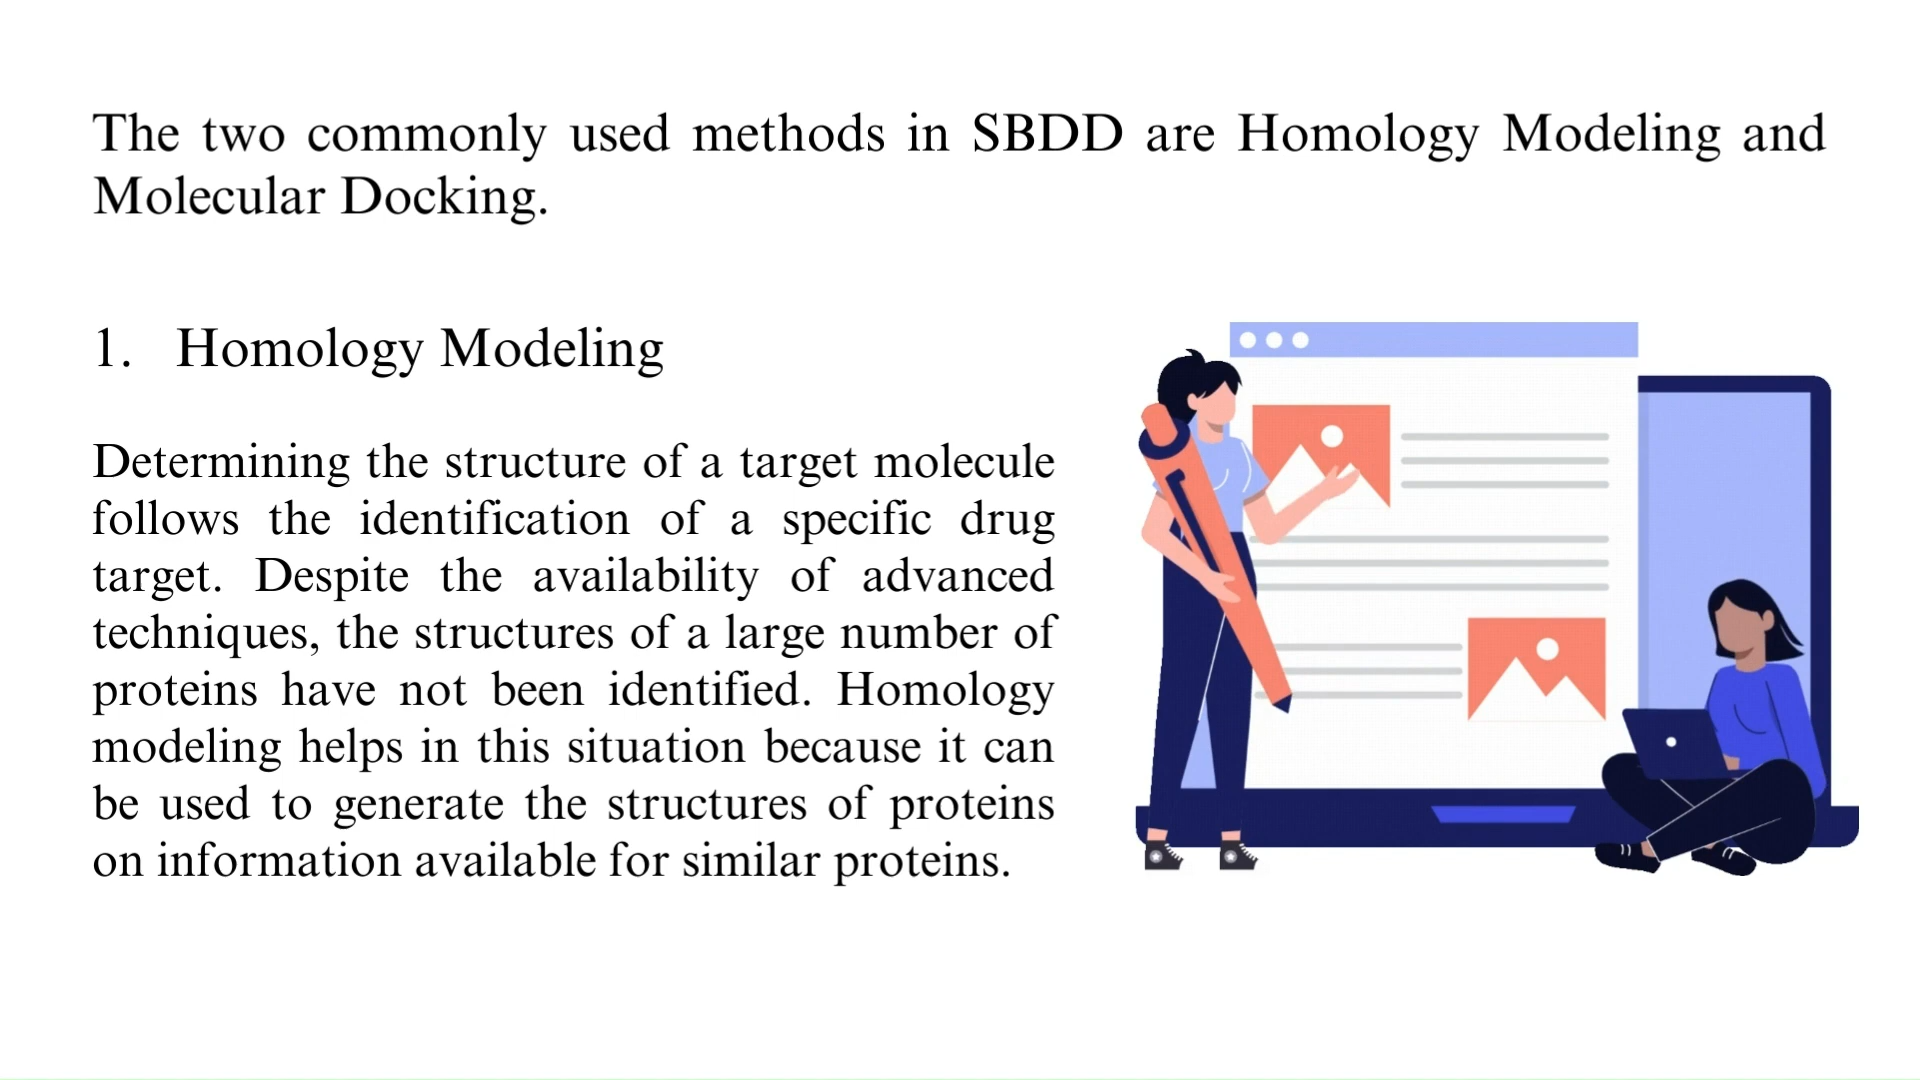 The two commonly used methods in SBDD are Homology Modeling and
Molecular Docking.
1. Homology Modeling
Determining the structure of a target molecule
follows the identification of a specific drug
target. Despite the availability of advanced
techniques, the structures of a large number of
proteins have not been identified. Homology
modeling helps in this situation because it can
be used to generate the structures of proteins
on information available for similar proteins.